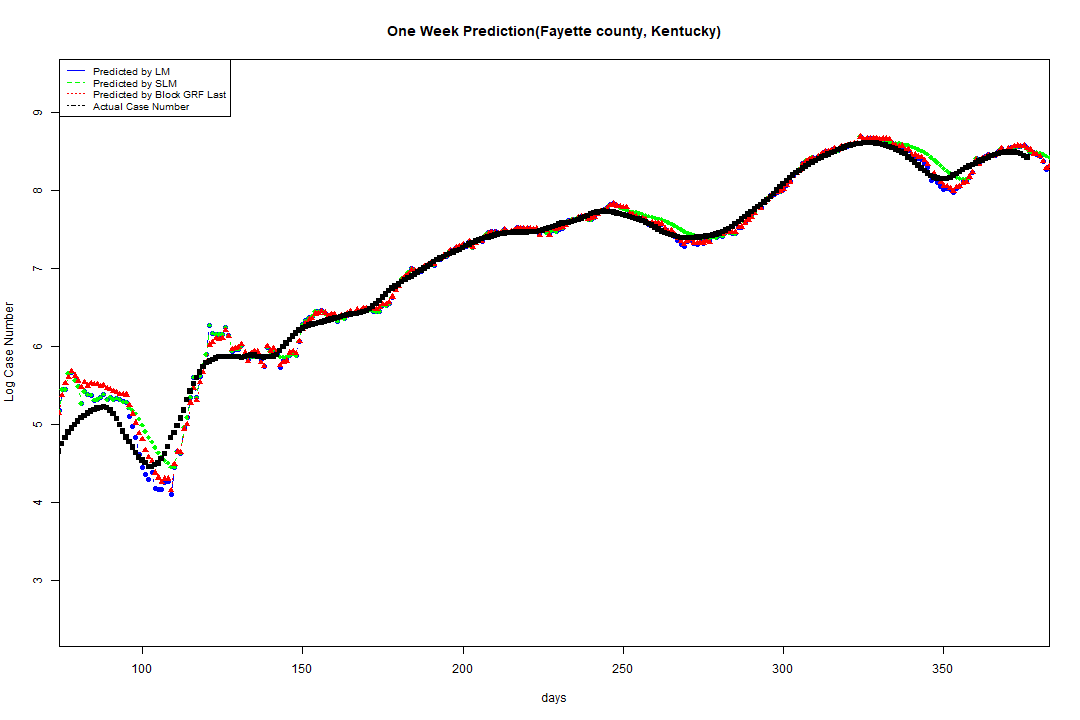 One Week Prediction(Fayette county, Kentucky)
Predicted by LM
Predicted by SLM
Predicted by Block GRF Last
Actual Case Number
9
8
7
6
5
4
3
Log Case Number
100 150 200 250 300 350
days